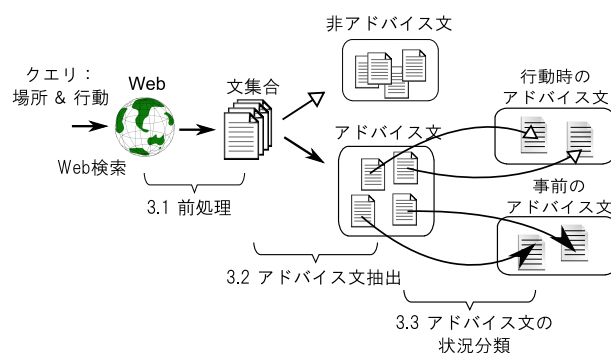 非アドバイス文
クエリ：
場所 & 行動
Web
文集合
行動時の
アドバイス文
アドバイス文
Web検索
3.1 前処理
事前の
アドバイス文
3.2 アドバイス文抽出
3.3 アドバイス文の
状況分類